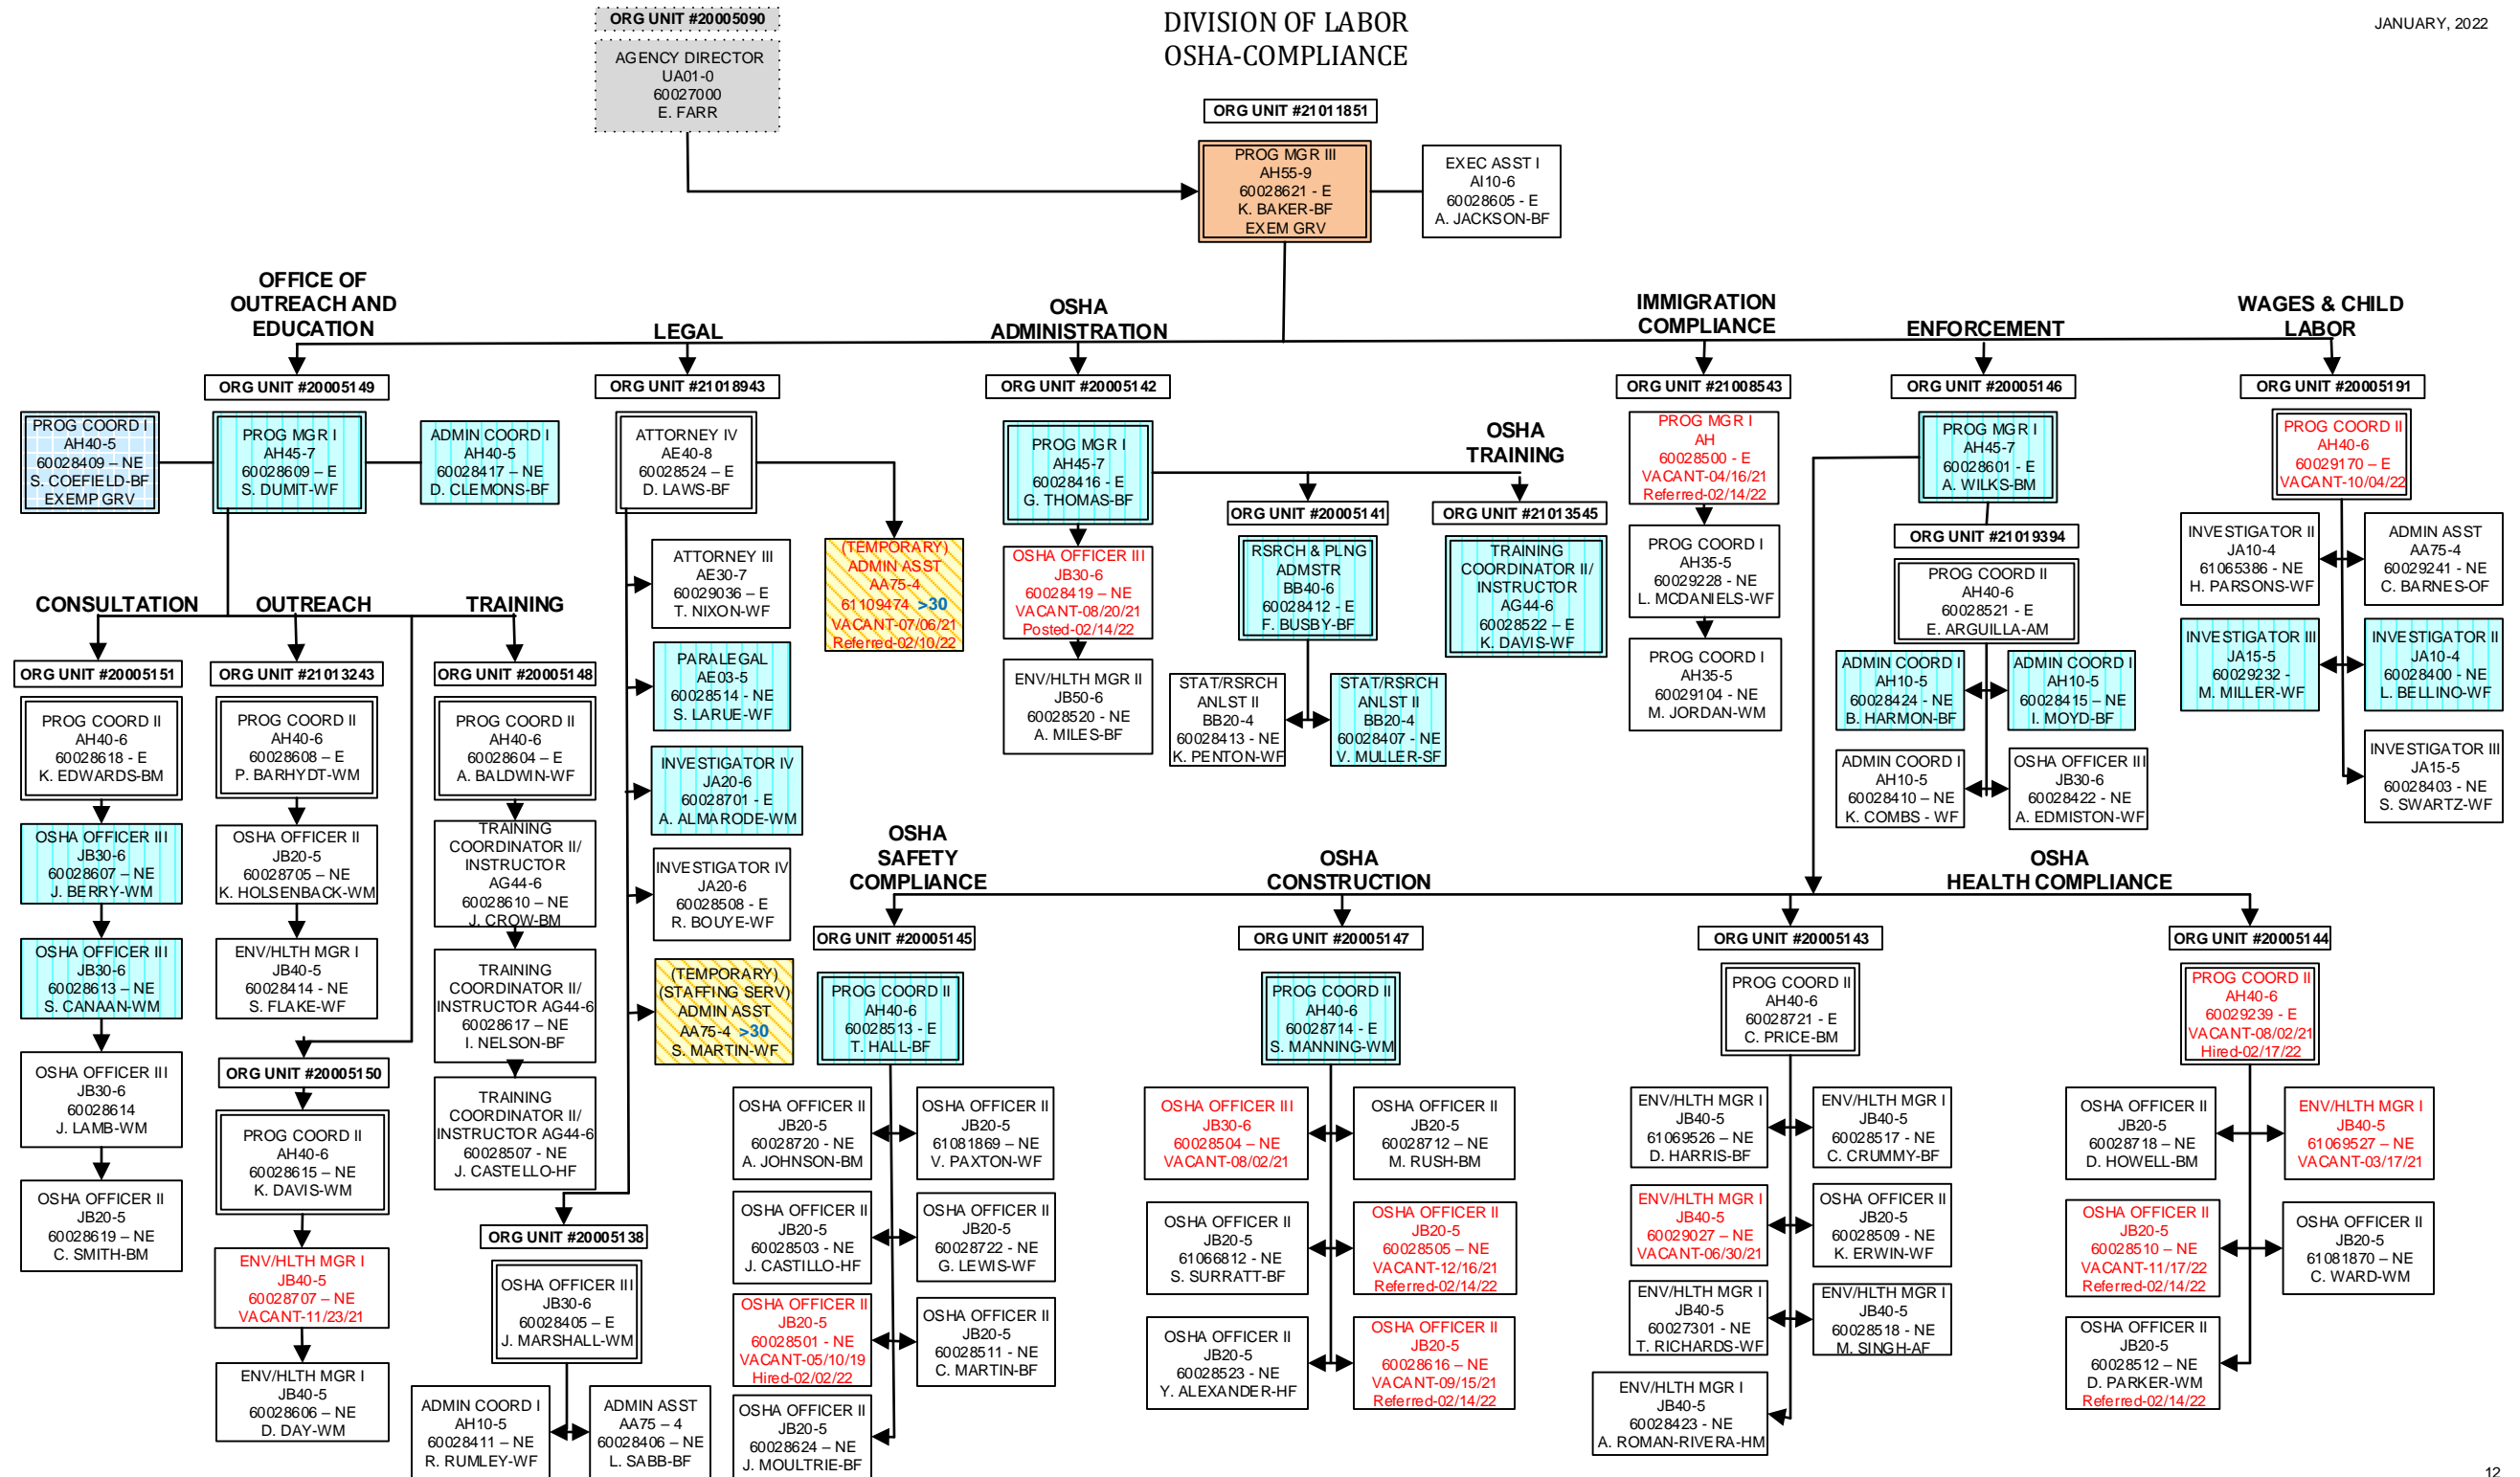 ORG UNIT #20005090
AGENCY DIRECTOR
UA01-0
60027000
E. FARR
DIVISION OF LABOR
OSHA-COMPLIANCE
JANUARY, 2022
ORG UNIT #21011851
PROG MGR III
AH55-9
60028621 - E
K. BAKER-BF
EXEM GRV
EXEC ASST I
AI10-6
60028605 - E
A. JACKSON-BF
OFFICE OF
OUTREACH AND
EDUCATION
ORG UNIT #20005149
PROG COORD I
AH40-5
60028409 – NE
S. COEFIELD-BF
EXEMP GRV
PROG MGR I
AH45-7
60028609 – E
S. DUMIT-WF
ADMIN COORD I
AH40-5
60028417 – NE
D. CLEMONS-BF
CONSULTATION
ORG UNIT #20005151
PROG COORD II
AH40-6
60028618 - E
K. EDWARDS-BM
OSHA OFFICER III
JB30-6
60028607 – NE
J. BERRY-WM
OSHA OFFICER III
JB30-6
60028613 – NE
S. CANAAN-WM
OSHA OFFICER III
JB30-6
60028614
J. LAMB-WM
OSHA OFFICER II
JB20-5
60028619 – NE
C. SMITH-BM
OUTREACH
ORG UNIT #21013243
PROG COORD II
AH40-6
60028608 – E
P. BARHYDT-WM
OSHA OFFICER II
JB20-5
60028705 – NE
K. HOLSENBACK-WM
ENV/HLTH MGR I
JB40-5
60028414 - NE
S. FLAKE-WF
ORG UNIT #20005150
PROG COORD II
AH40-6
60028615 – NE
K. DAVIS-WM
ENV/HLTH MGR I
JB40-5
60028707 – NE
VACANT-11/23/21
ENV/HLTH MGR I
JB40-5
60028606 – NE
D. DAY-WM
TRAINING
ORG UNIT #20005148
PROG COORD II
AH40-6
60028604 – E
A. BALDWIN-WF
TRAINING
COORDINATOR II/
INSTRUCTOR
AG44-6
60028610 – NE
J. CROW-BM
TRAINING
COORDINATOR II/
INSTRUCTOR AG44-6
60028617 – NE
I. NELSON-BF
TRAINING
COORDINATOR II/
INSTRUCTOR AG44-6
60028507 - NE
J. CASTELLO-HF
LEGAL
ORG UNIT #21018943
ATTORNEY IV
AE40-8
60028524 – E
D. LAWS-BF
(TEMPORARY)
ADMIN ASST
AA75-4
61109474 >30
VACANT-07/06/21
Referred-02/10/22
ATTORNEY III
AE30-7
60029036 – E
T. NIXON-WF
PARALEGAL
AE03-5
60028514 - NE
S. LARUE-WF
INVESTIGATOR IV
JA20-6
60028701 - E
A. ALMARODE-WM
INVESTIGATOR IV
JA20-6
60028508 - E
R. BOUYE-WF
(TEMPORARY)
(STAFFING SERV)
ADMIN ASST
AA75-4 >30
S. MARTIN-WF
ORG UNIT #20005138
OSHA OFFICER III
JB30-6
60028405 – E
J. MARSHALL-WM
ADMIN COORD I
AH10-5
60028411 – NE
R. RUMLEY-WF
ADMIN ASST
AA75 – 4
60028406 – NE
L. SABB-BF
OSHA
ADMINISTRATION
ORG UNIT #20005142
PROG MGR I
AH45-7
60028416 - E
G. THOMAS-BF
OSHA OFFICER III
JB30-6
60028419 – NE
VACANT-08/20/21
Posted-02/14/22
ENV/HLTH MGR II
JB50-6
60028520 - NE
A. MILES-BF
ORG UNIT #20005141
RSRCH & PLNG
ADMSTR
BB40-6
60028412 - E
F. BUSBY-BF
STAT/RSRCH
ANLST II
BB20-4
60028413 - NE
K. PENTON-WF
STAT/RSRCH
ANLST II
BB20-4
60028407 - NE
V. MULLER-SF
OSHA
TRAINING
ORG UNIT #21013545
TRAINING
COORDINATOR II/
INSTRUCTOR
AG44-6
60028522 – E
K. DAVIS-WF
IMMIGRATION
COMPLIANCE
ORG UNIT #21008543
PROG MGR I
AH
60028500 - E
VACANT-04/16/21
Referred-02/14/22
PROG COORD I
AH35-5
60029228 - NE
L. MCDANIELS-WF
PROG COORD I
AH35-5
60029104 - NE
M. JORDAN-WM
ENFORCEMENT
ORG UNIT #20005146
PROG MGR I
AH45-7
60028601 - E
A. WILKS-BM
ORG UNIT #21019394
PROG COORD II
AH40-6
60028521 - E
E. ARGUILLA-AM
ADMIN COORD I
AH10-5
60028424 - NE
B. HARMON-BF
ADMIN COORD I
AH10-5
60028415 – NE
I. MOYD-BF
ADMIN COORD I
AH10-5
60028410 – NE
K. COMBS - WF
OSHA OFFICER III
JB30-6
60028422 – NE
A. EDMISTON-WF
WAGES & CHILD
LABOR
ORG UNIT #20005191
PROG COORD II
AH40-6
60029170 – E
VACANT-10/04/22
INVESTIGATOR II
JA10-4
61065386 - NE
H. PARSONS-WF
ADMIN ASST
AA75-4
60029241 - NE
C. BARNES-OF
INVESTIGATOR III
JA15-5
60029232 -
M. MILLER-WF
INVESTIGATOR II
JA10-4
60028400 - NE
L. BELLINO-WF
INVESTIGATOR III
JA15-5
60028403 - NE
S. SWARTZ-WF
OSHA
SAFETY
COMPLIANCE
ORG UNIT #20005145
PROG COORD II
AH40-6
60028513 - E
T. HALL-BF
OSHA OFFICER II
JB20-5
60028720 - NE
A. JOHNSON-BM
OSHA OFFICER II
JB20-5
61081869 – NE
V. PAXTON-WF
OSHA OFFICER II
JB20-5
60028503 - NE
J. CASTILLO-HF
OSHA OFFICER II
JB20-5
60028722 - NE
G. LEWIS-WF
OSHA OFFICER II
JB20-5
60028501 - NE
VACANT-05/10/19
Hired-02/02/22
OSHA OFFICER II
JB20-5
60028511 - NE
C. MARTIN-BF
OSHA OFFICER II
JB20-5
60028624 – NE
J. MOULTRIE-BF
OSHA
CONSTRUCTION
ORG UNIT #20005147
PROG COORD II
AH40-6
60028714 – E
S. MANNING-WM
OSHA OFFICER III
JB30-6
60028504 – NE
VACANT-08/02/21
OSHA OFFICER II
JB20-5
60028712 – NE
M. RUSH-BM
OSHA OFFICER II
JB20-5
61066812 - NE
S. SURRATT-BF
OSHA OFFICER II
JB20-5
60028505 – NE
VACANT-12/16/21
Referred-02/14/22
OSHA OFFICER II
JB20-5
60028523 - NE
Y. ALEXANDER-HF
OSHA OFFICER II
JB20-5
60028616 – NE
VACANT-09/15/21
Referred-02/14/22
ORG UNIT #20005143
PROG COORD II
AH40-6
60028721 - E
C. PRICE-BM
ENV/HLTH MGR I
JB40-5
61069526 – NE
D. HARRIS-BF
ENV/HLTH MGR I
JB40-5
60028517 - NE
C. CRUMMY-BF
ENV/HLTH MGR I
JB40-5
60029027 – NE
VACANT-06/30/21
OSHA OFFICER II
JB20-5
60028509 – NE
K. ERWIN-WF
ENV/HLTH MGR I
JB40-5
60027301 - NE
T. RICHARDS-WF
ENV/HLTH MGR I
JB40-5
60028518 - NE
M. SINGH-AF
ENV/HLTH MGR I
JB40-5
60028423 - NE
A. ROMAN-RIVERA-HM
OSHA
HEALTH COMPLIANCE
ORG UNIT #20005144
PROG COORD II
AH40-6
60029239 - E
VACANT-08/02/21
Hired-02/17/22
OSHA OFFICER II
JB20-5
60028718 – NE
D. HOWELL-BM
ENV/HLTH MGR I
JB40-5
61069527 – NE
VACANT-03/17/21
OSHA OFFICER II
JB20-5
60028510 – NE
VACANT-11/17/22
Referred-02/14/22
OSHA OFFICER II
JB20-5
61081870 – NE
C. WARD-WM
OSHA OFFICER II
JB20-5
60028512 – NE
D. PARKER-WM
Referred-02/14/22
12